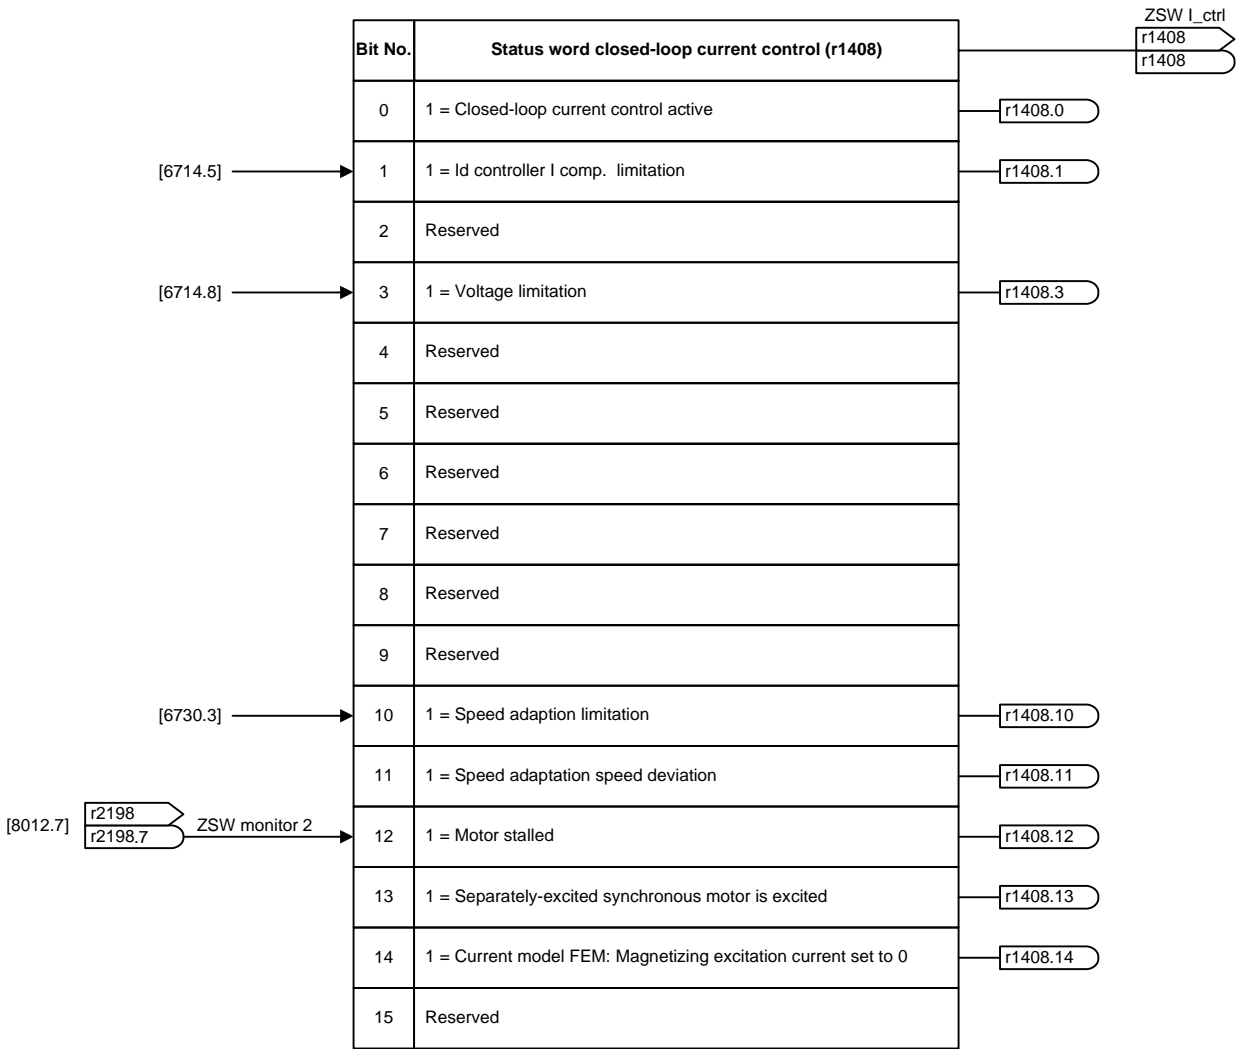 ZSW I_ctrl
r1408
r1408
Bit No. Status word closed-loop current control (r1408)
0 1 = Closed-loop current control active r1408.0
[6714.5] 1 1 = Id controller I comp. limitation r1408.1
2 Reserved
[6714.8] 3 1 = Voltage limitation r1408.3
4 Reserved
5 Reserved
6 Reserved
7 Reserved
8 Reserved
9 Reserved
[6730.3] 10 1 = Speed adaption limitation r1408.10
11 1 = Speed adaptation speed deviation r1408.11
r2198
[8012.7] r2198.7 ZSW monitor 2 12 1 = Motor stalled r1408.12
13 1 = Separately-excited synchronous motor is excited r1408.13
14 1 = Current model FEM: Magnetizing excitation current set to 0 r1408.14
15 Reserved